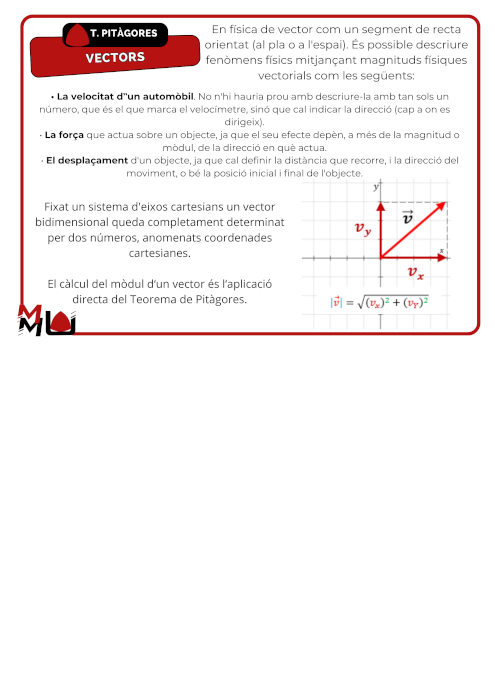 T. PITÀGORES
VECTORS
En física de vector com un segment de recta
orientat (al pla o a l'espai). És possible descriure
fenòmens físics mitjançant magnituds físiques
vectorials com les següents:
• La velocitat d"un automòbil. No n'hi hauria prou amb descriure-la amb tan sols un
número, que és el que marca el velocímetre, sinó que cal indicar la direcció (cap a on es
dirigeix).
· La força que actua sobre un objecte, ja que el seu efecte depèn, a més de la magnitud o
mòdul, de la direcció en què actua.
· El desplaçament d'un objecte, ja que cal definir la distància que recorre, i la direcció del
moviment, o bé la posició inicial i final de l'objecte.
Fixat un sistema d'eixos cartesians un vector
bidimensional queda completament determinat
per dos números, anomenats coordenades
cartesianes.
El càlcul del mòdul d'un vector és l'aplicació
directa del Teorema de Pitàgores.
y
v⃗
v_y
x
v_x
|v⃗| = √(v_x)² + (v_Y)²
MMU